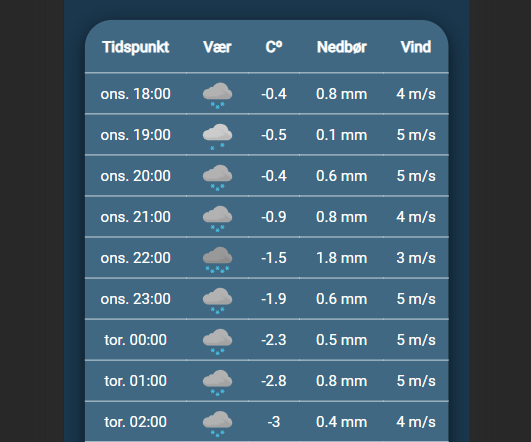 Tidspunkt Vær Cº Nedbør Vind
ons. 18:00 -0.4 0.8 mm 4 m/s
ons. 19:00 -0.5 0.1 mm 5 m/s
ons. 20:00 -0.4 0.6 mm 5 m/s
ons. 21:00 -0.9 0.8 mm 4 m/s
ons. 22:00 -1.5 1.8 mm 3 m/s
ons. 23:00 -1.9 0.6 mm 5 m/s
tor. 00:00 -2.3 0.5 mm 5 m/s
tor. 01:00 -2.8 0.8 mm 5 m/s
tor. 02:00 -3 0.4 mm 4 m/s